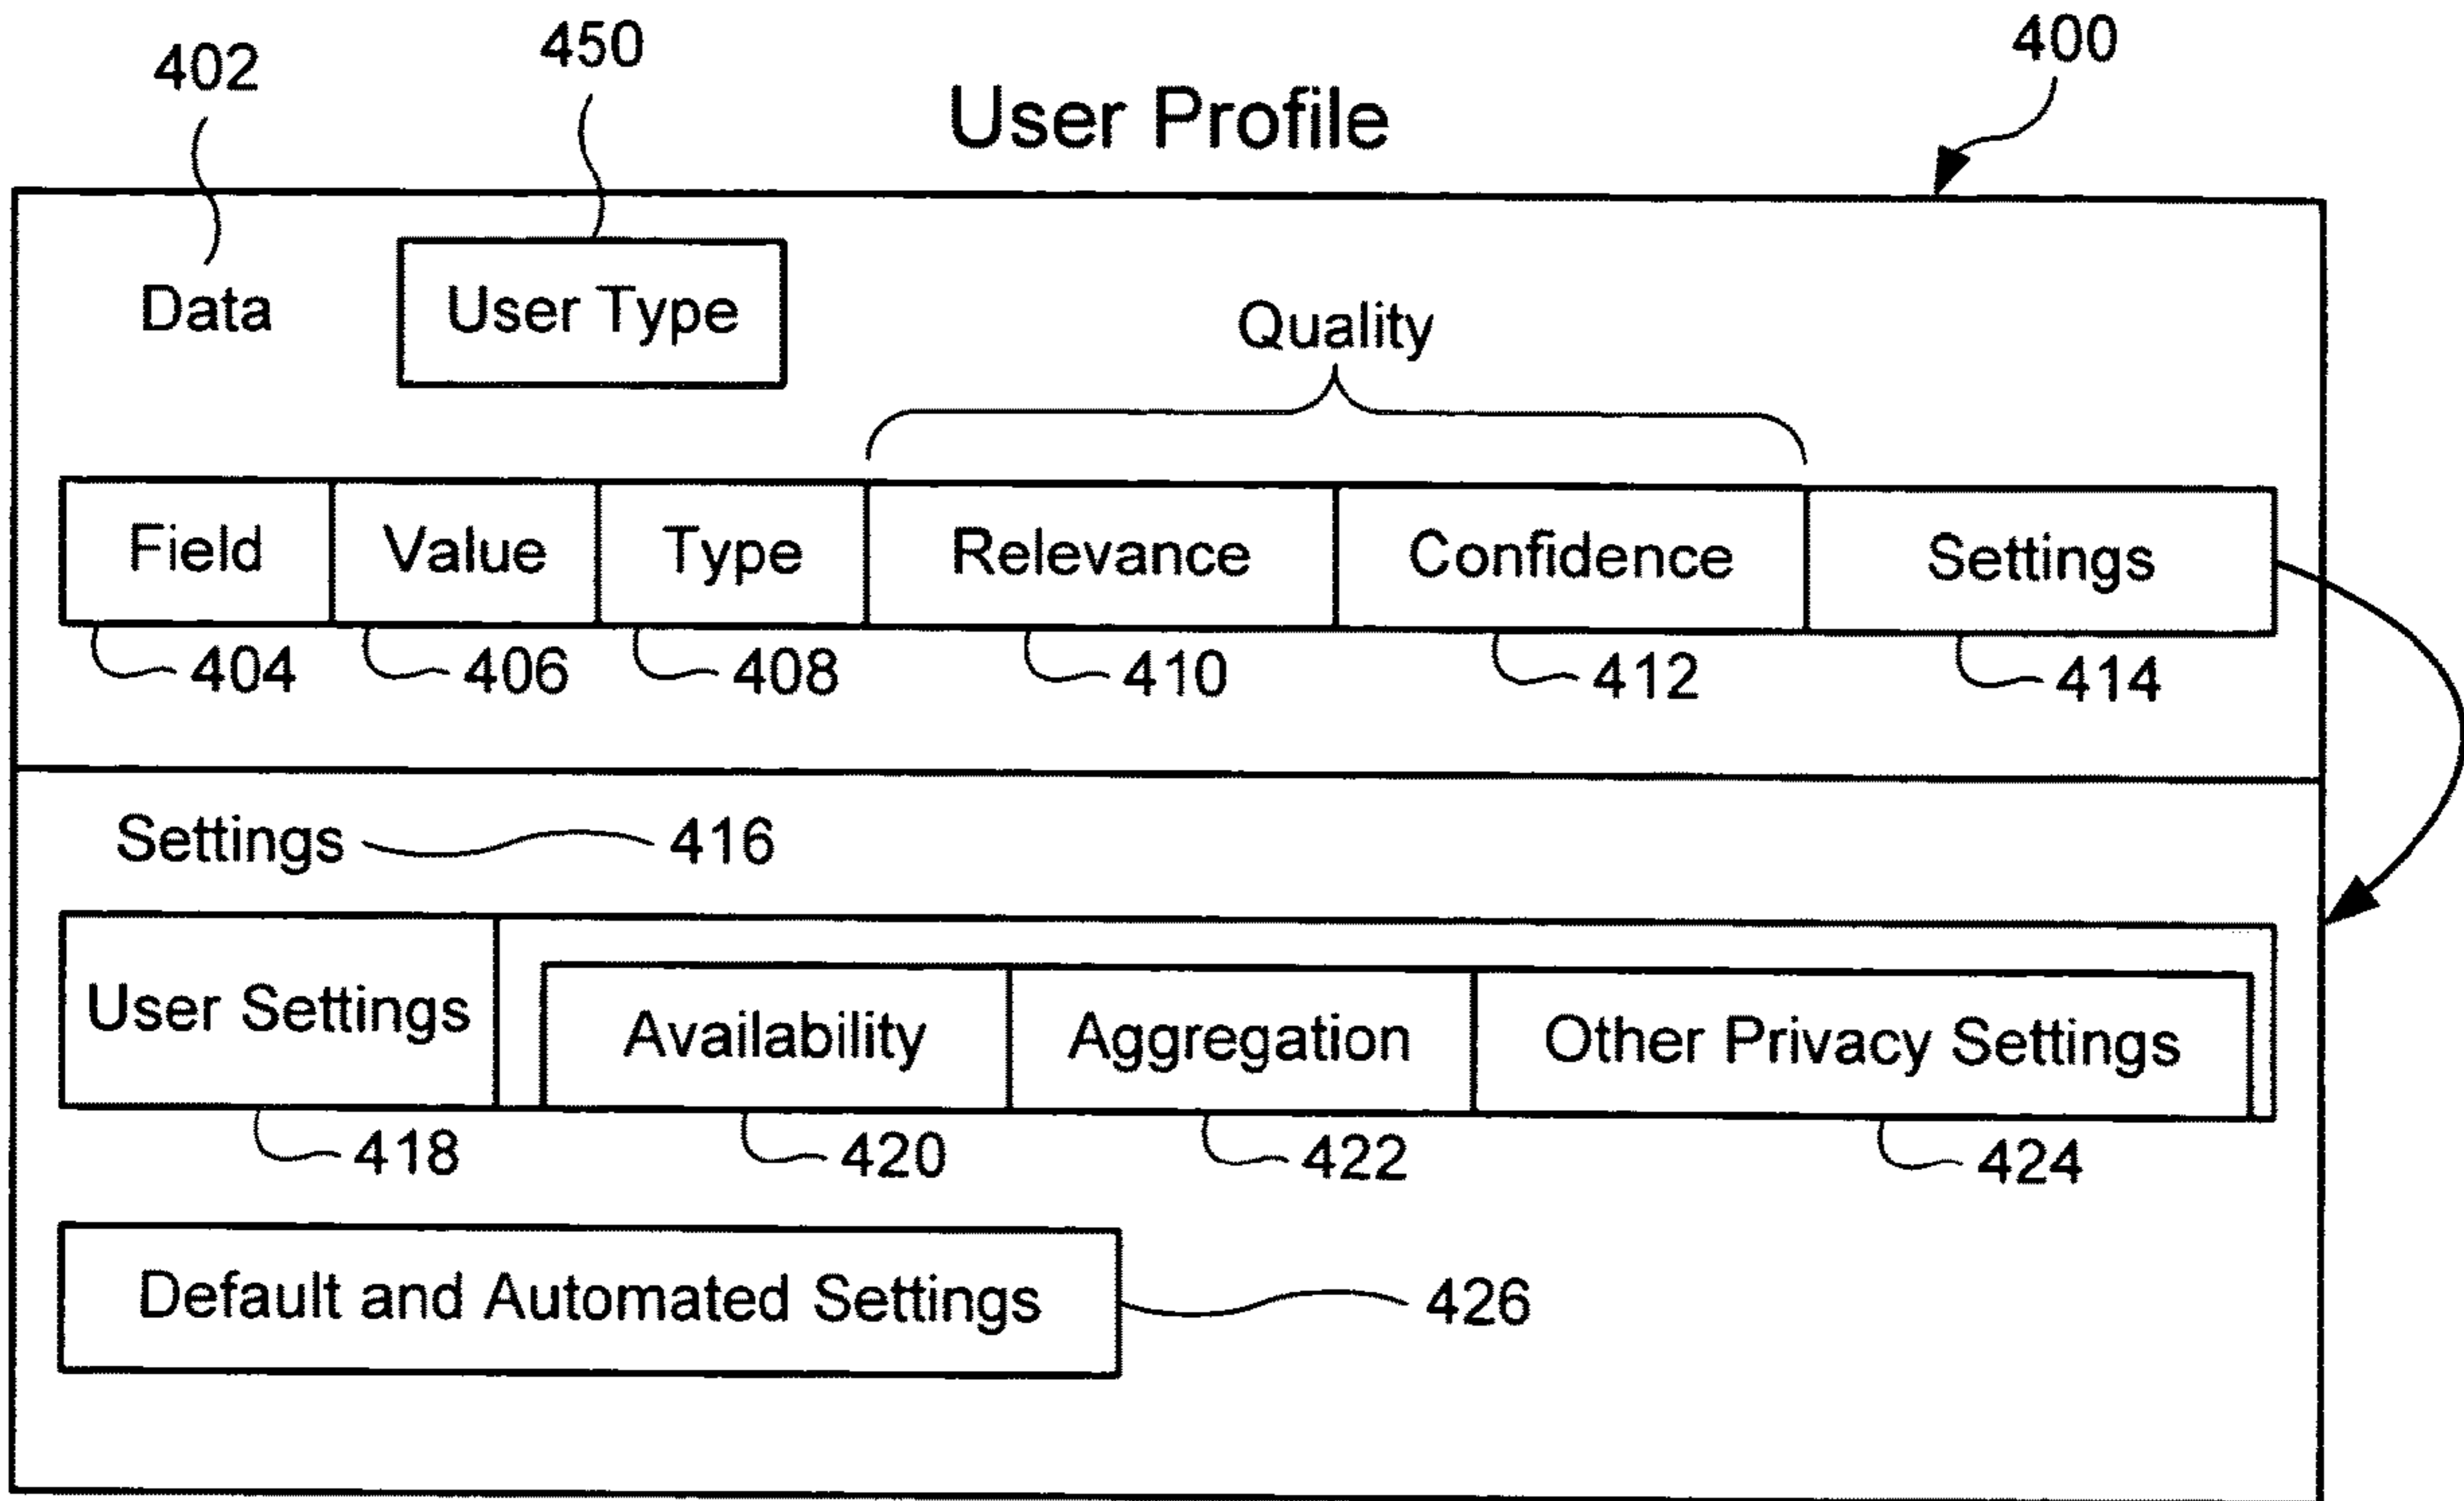 402
450
400
User Profile
Data
User Type
Quality
Field Value Type Relevance Confidence Settings
404 406 408 410 412 414
Settings 416
User Settings Availability Aggregation Other Privacy Settings
418 420 422 424
Default and Automated Settings 426